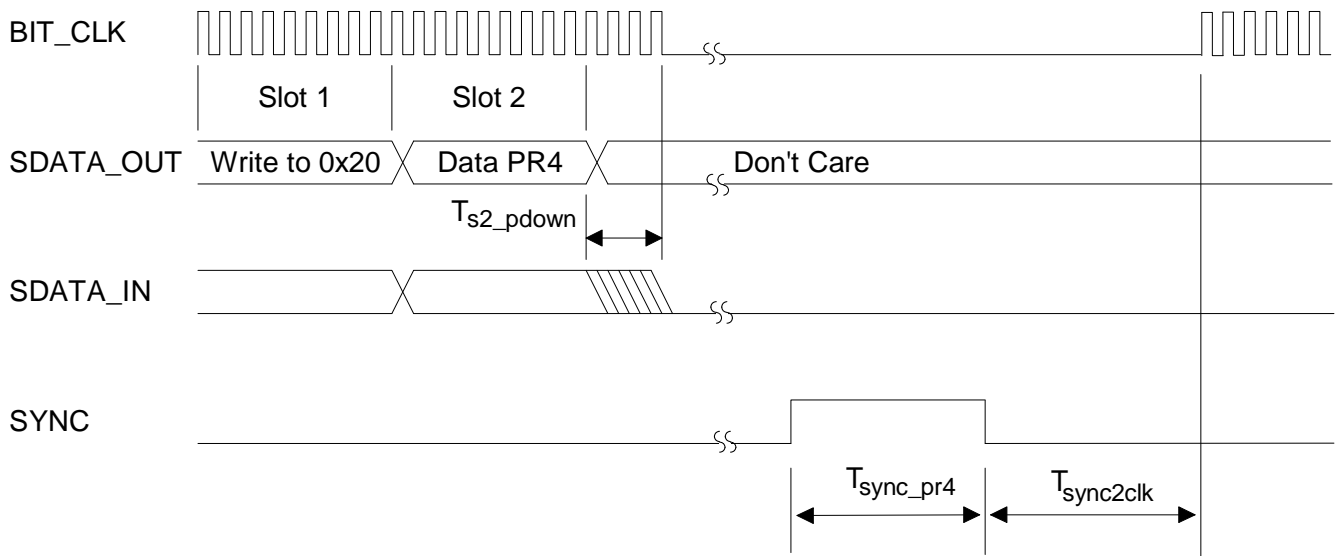 BIT_CLK
Slot 1 Slot 2
SDATA_OUT Write to 0x20 Data PR4 Don't Care
Ts2_pdown
SDATA_IN
SYNC
Tsync_pr4 Tsync2clk